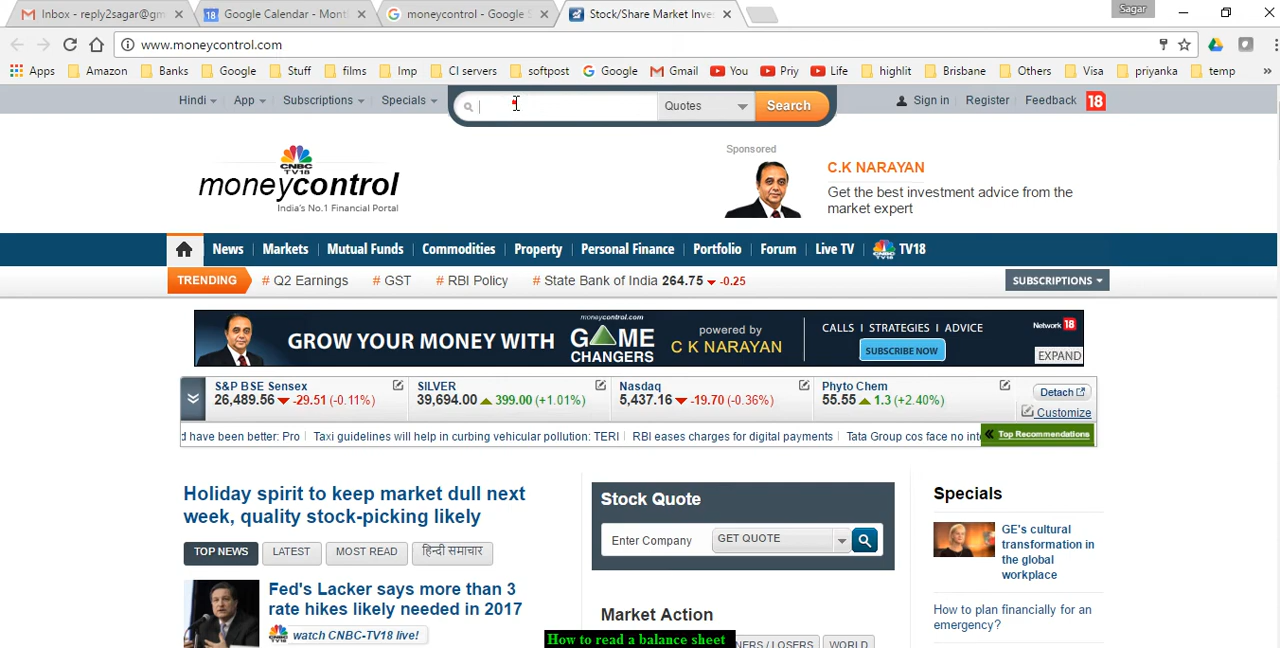 Inbox - reply2sagar@gm
Google Calendar - Mont
moneycontrol - Google S
Stock/Share Market Inves
Sagar
www.moneycontrol.com
Apps Amazon Banks Google Stuff films Imp CI servers softpost Google Gmail You Priy Life highlit Brisbane Others Visa priyanka temp »
Hindi App Subscriptions Specials Quotes Search Sign in Register Feedback 18
CNBC
TV18
moneycontrol
India's No.1 Financial Portal
Sponsored
C.K NARAYAN
Get the best investment advice from the
market expert
News Markets Mutual Funds Commodities Property Personal Finance Portfolio Forum Live TV TV18
TRENDING # Q2 Earnings # GST # RBI Policy # State Bank of India 264.75 -0.25 SUBSCRIPTIONS
GROW YOUR MONEY WITH
moneycontrol.com
GAME
CHANGERS
powered by
C K NARAYAN
CALLS I STRATEGIES I ADVICE
SUBSCRIBE NOW
Network 18
EXPAND
S&P BSE Sensex
26,489.56 -29.51 (-0.11%)
SILVER
39,694.00 399.00 (+1.01%)
Nasdaq
5,437.16 -19.70 (-0.36%)
Phyto Chem
55.55 1.3 (+2.40%)
Detach
Customize
d have been better: Pro | Taxi guidelines will help in curbing vehicular pollution: TERI | RBI eases charges for digital payments | Tata Group cos face no int
Top Recommendations
Holiday spirit to keep market dull next
week, quality stock-picking likely
TOP NEWS LATEST MOST READ हिन्दी समाचार
Fed's Lacker says more than 3
rate hikes likely needed in 2017
watch CNBC-TV18 live!
Stock Quote
Enter Company GET QUOTE
Market Action
NERS / LOSERS WORLD
Specials
GE's cultural
transformation in
the global
workplace
How to plan financially for an
emergency?
How to read a balance sheet